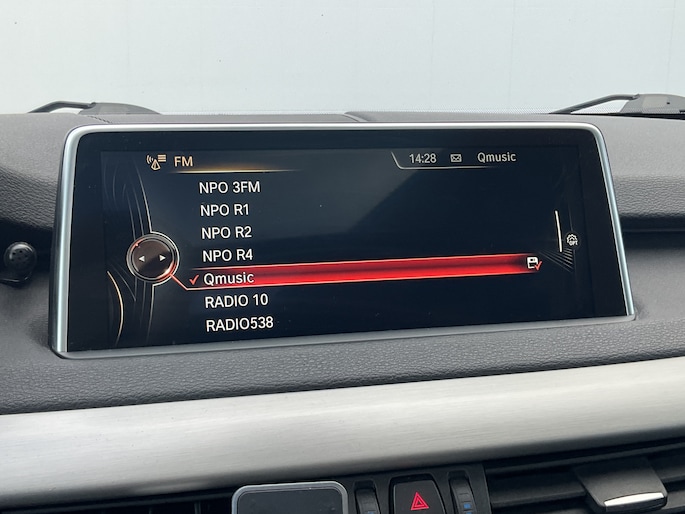 FM 14:28 Qmusic
NPO 3FM
NPO R1
NPO R2
NPO R4
Qmusic
RADIO 10
RADIO538